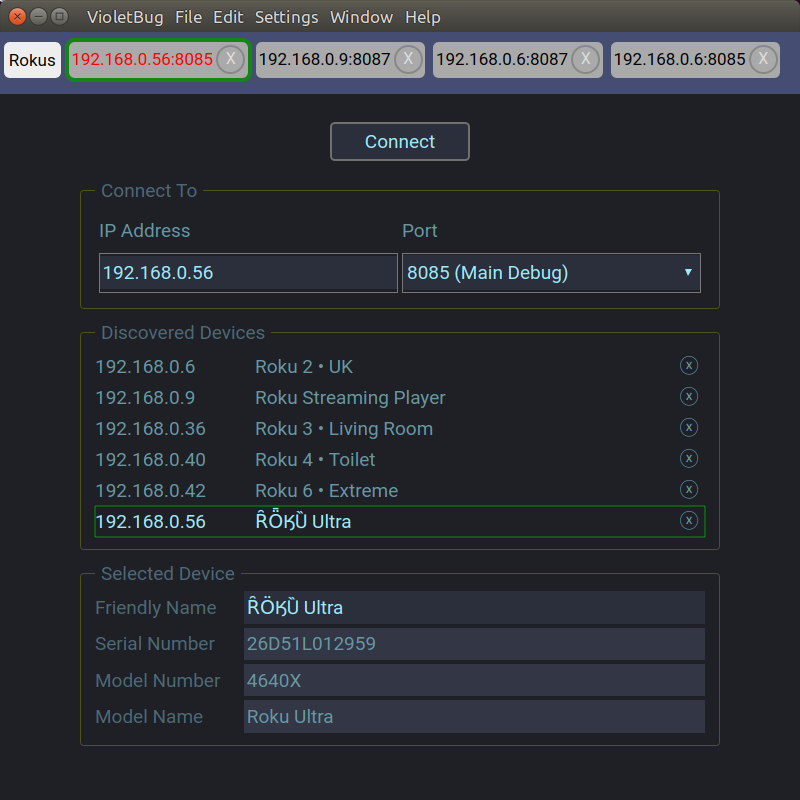 VioletBug File Edit Settings Window Help
Rokus 192.168.0.56:8085 X 192.168.0.9:8087 X 192.168.0.6:8087 X 192.168.0.6:8085 X
Connect
Connect To
IP Address Port
192.168.0.56 8085 (Main Debug)
Discovered Devices
192.168.0.6 Roku 2 • UK x
192.168.0.9 Roku Streaming Player x
192.168.0.36 Roku 3 • Living Room x
192.168.0.40 Roku 4 • Toilet x
192.168.0.42 Roku 6 • Extreme x
192.168.0.56 Ultra x
Selected Device
Friendly Name Ultra
Serial Number 26D51L012959
Model Number 4640X
Model Name Roku Ultra